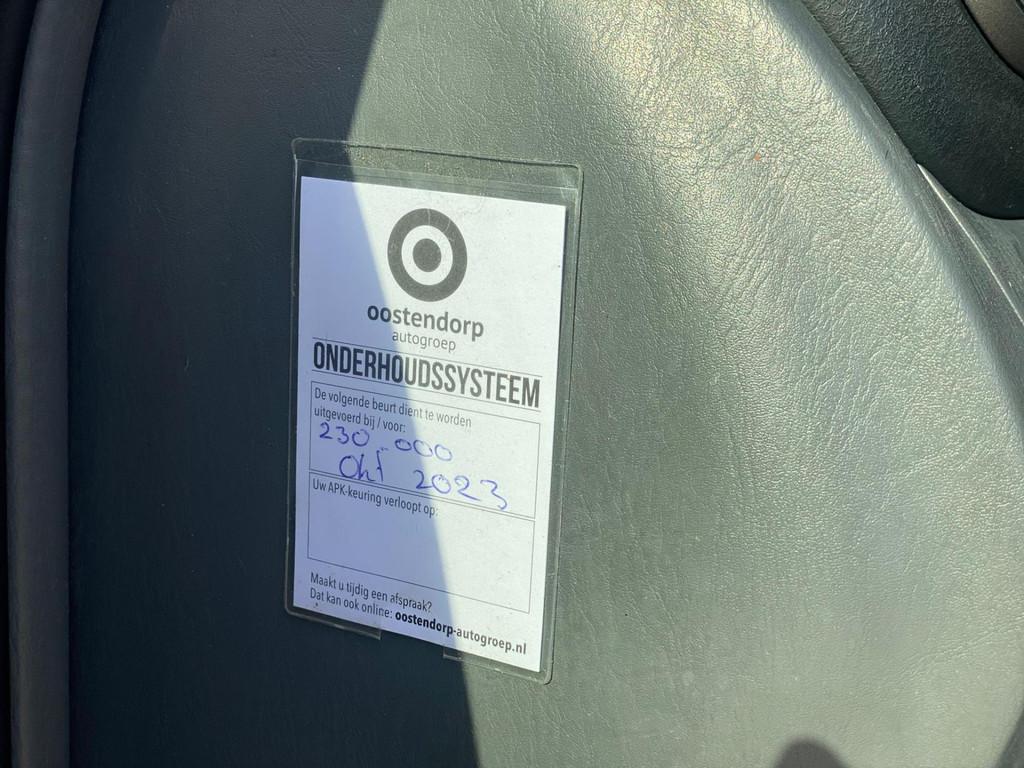 oostendorp
autogroep
ONDERHOUDSSYSTEEM
De volgende beurt dient te worden
uitgevoerd bij / voor:
230.000
Okt 2023
Uw APK-keuring verloopt op:
Maakt u tijdig een afspraak?
Dat kan ook online: oostendorp-autogroep.nl